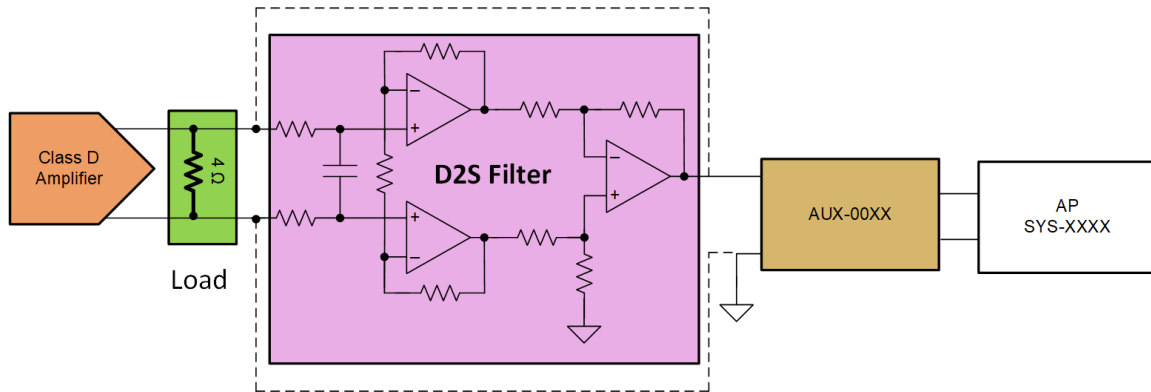 Class D
Amplifier
4 Ω
Load
D2S Filter
AUX-00XX
AP
SYS-XXXX